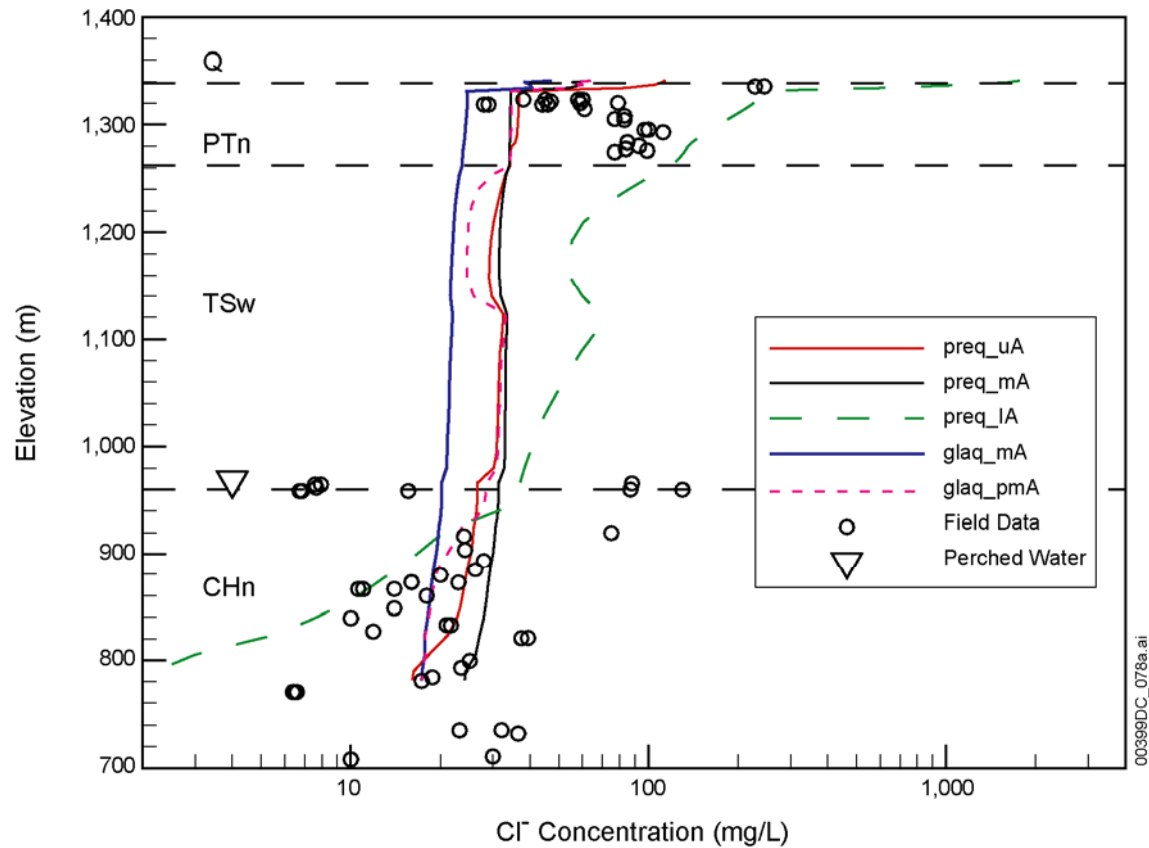 1,400
1,300
1,200
1,100
1,000
900
800
700
Elevation (m)
Q
PTn
TSw
CHn
preq_uA
preq_mA
preq_lA
glaq_mA
glaq_pmA
Field Data
Perched Water
10
100
1,000
Cl⁻ Concentration (mg/L)
00399DC_078a.ai